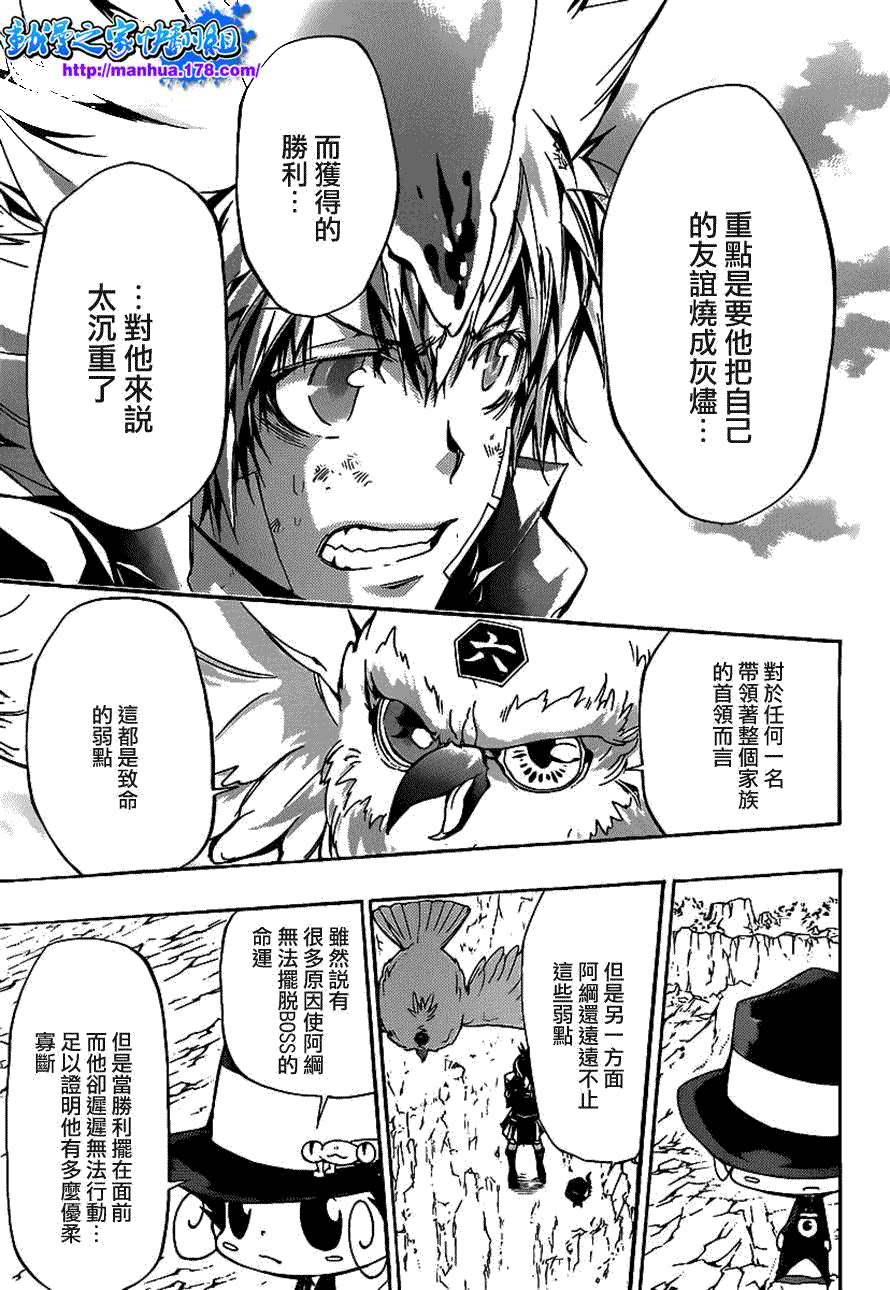 動漫之家快翻組
http://manhua.178.com/
重點是要他把自己
的友誼燒成灰燼…
而獲得的
勝利…
…對他來説
太沉重了
六
對於任何一名
帶領著整個家族
的首領而言
這都是致命
的弱點
但是另一方面
阿綱還遠遠不止
這些弱點
雖然説有
很多原因使阿綱
無法擺脱BOSS的
命運
但是當勝利擺在面前
而他卻遲遲無法行動…
足以證明他有多麼優柔
寡斷